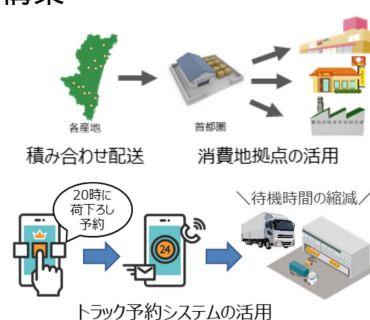 各産地
首都圏
積み合わせ配送
消費地拠点の活用
20時に
荷下ろし
予約
24
＼待機時間の縮減／
トラック予約システムの活用